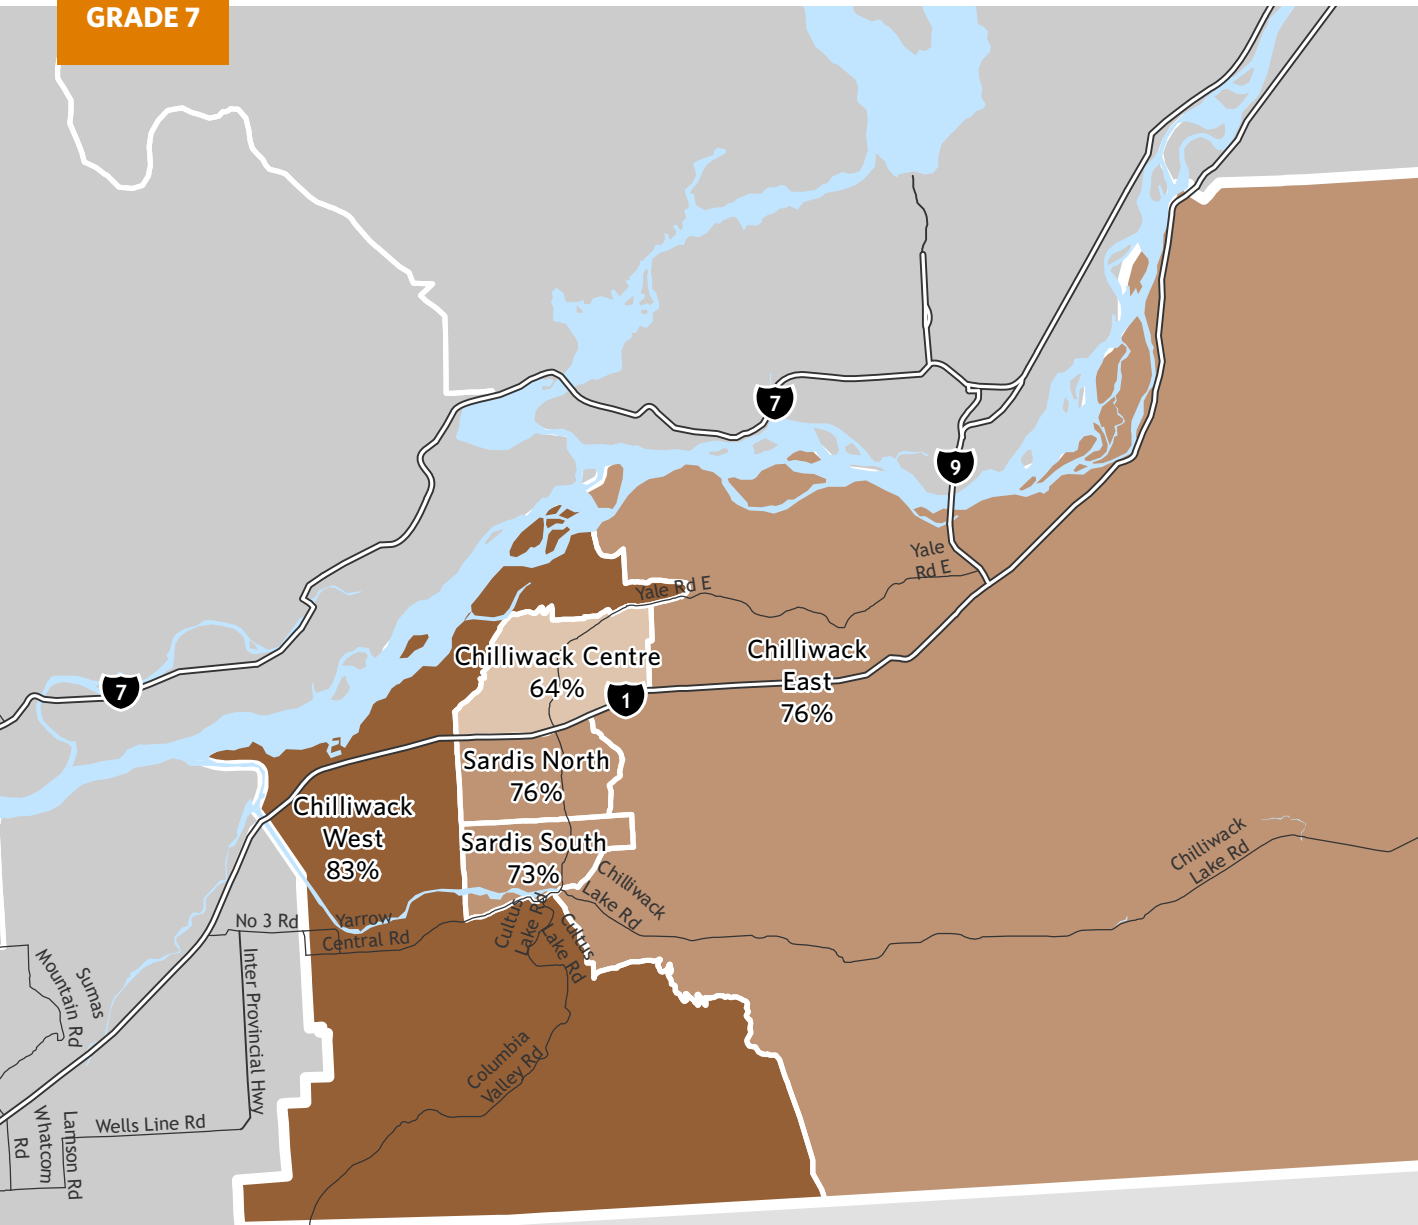 GRADE 7
7
9
Yale
Rd E
Yale Rd E
Chilliwack Centre
64%
Chilliwack
East
76%
7
1
Sardis North
76%
Chilliwack
West
83%
Sardis South
73%
Chilliwack
Lake Rd
Chilliwack
Lake Rd
No 3 Rd
Yarrow
Central Rd
Cultus
Lake Rd
Cultus
Lake Rd
Sumas
Mountain Rd
Inter Provincial Hwy
Columbia
Valley Rd
Wells Line Rd
Whatcom
Rd
Lamson Rd